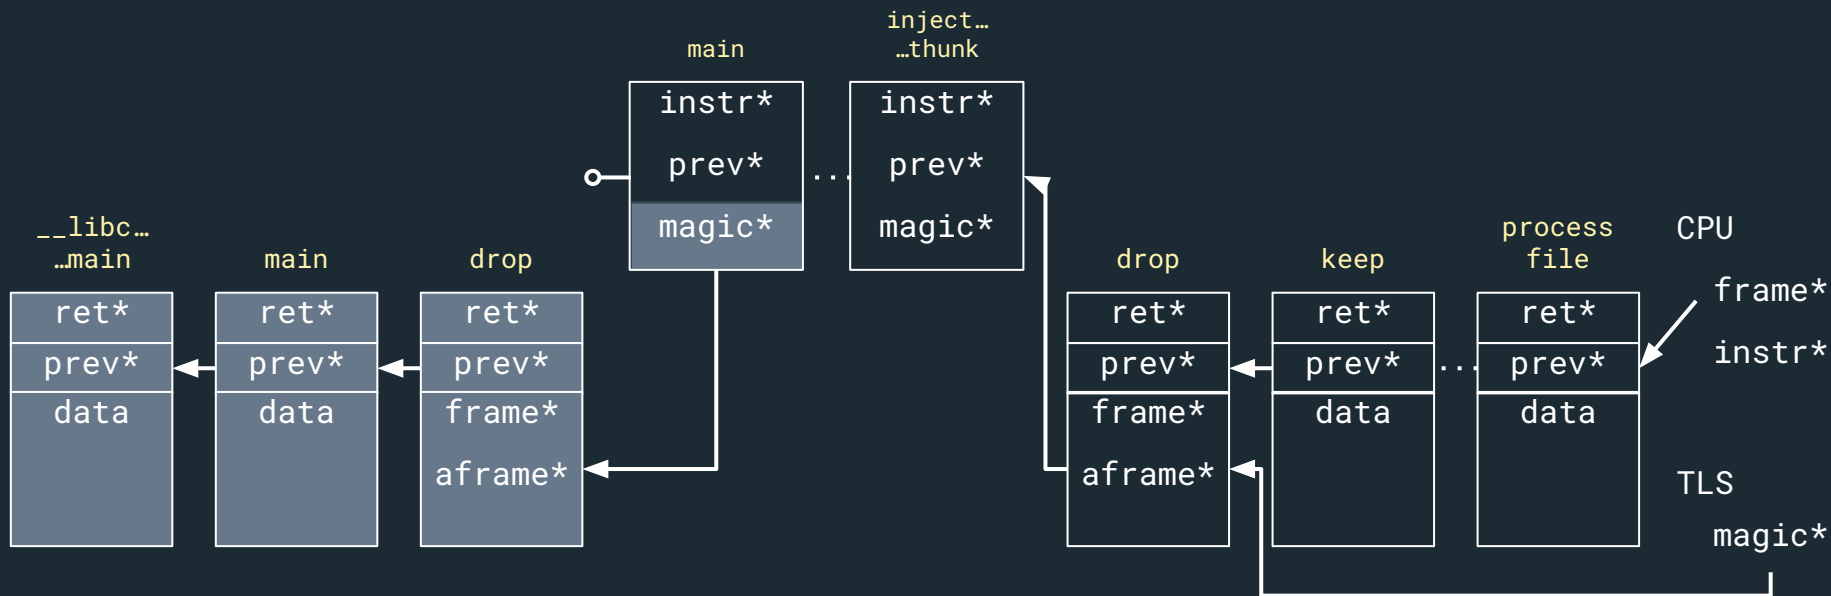 inject…
…thunk
main
instr*
prev*
magic*
instr*
prev*
magic*
__libc…
…main
ret*
prev*
data
main
ret*
prev*
data
drop
ret*
prev*
frame*
aframe*
drop
ret*
prev*
frame*
aframe*
keep
ret*
prev*
data
process
file
ret*
prev*
data
CPU
frame*
instr*
TLS
magic*